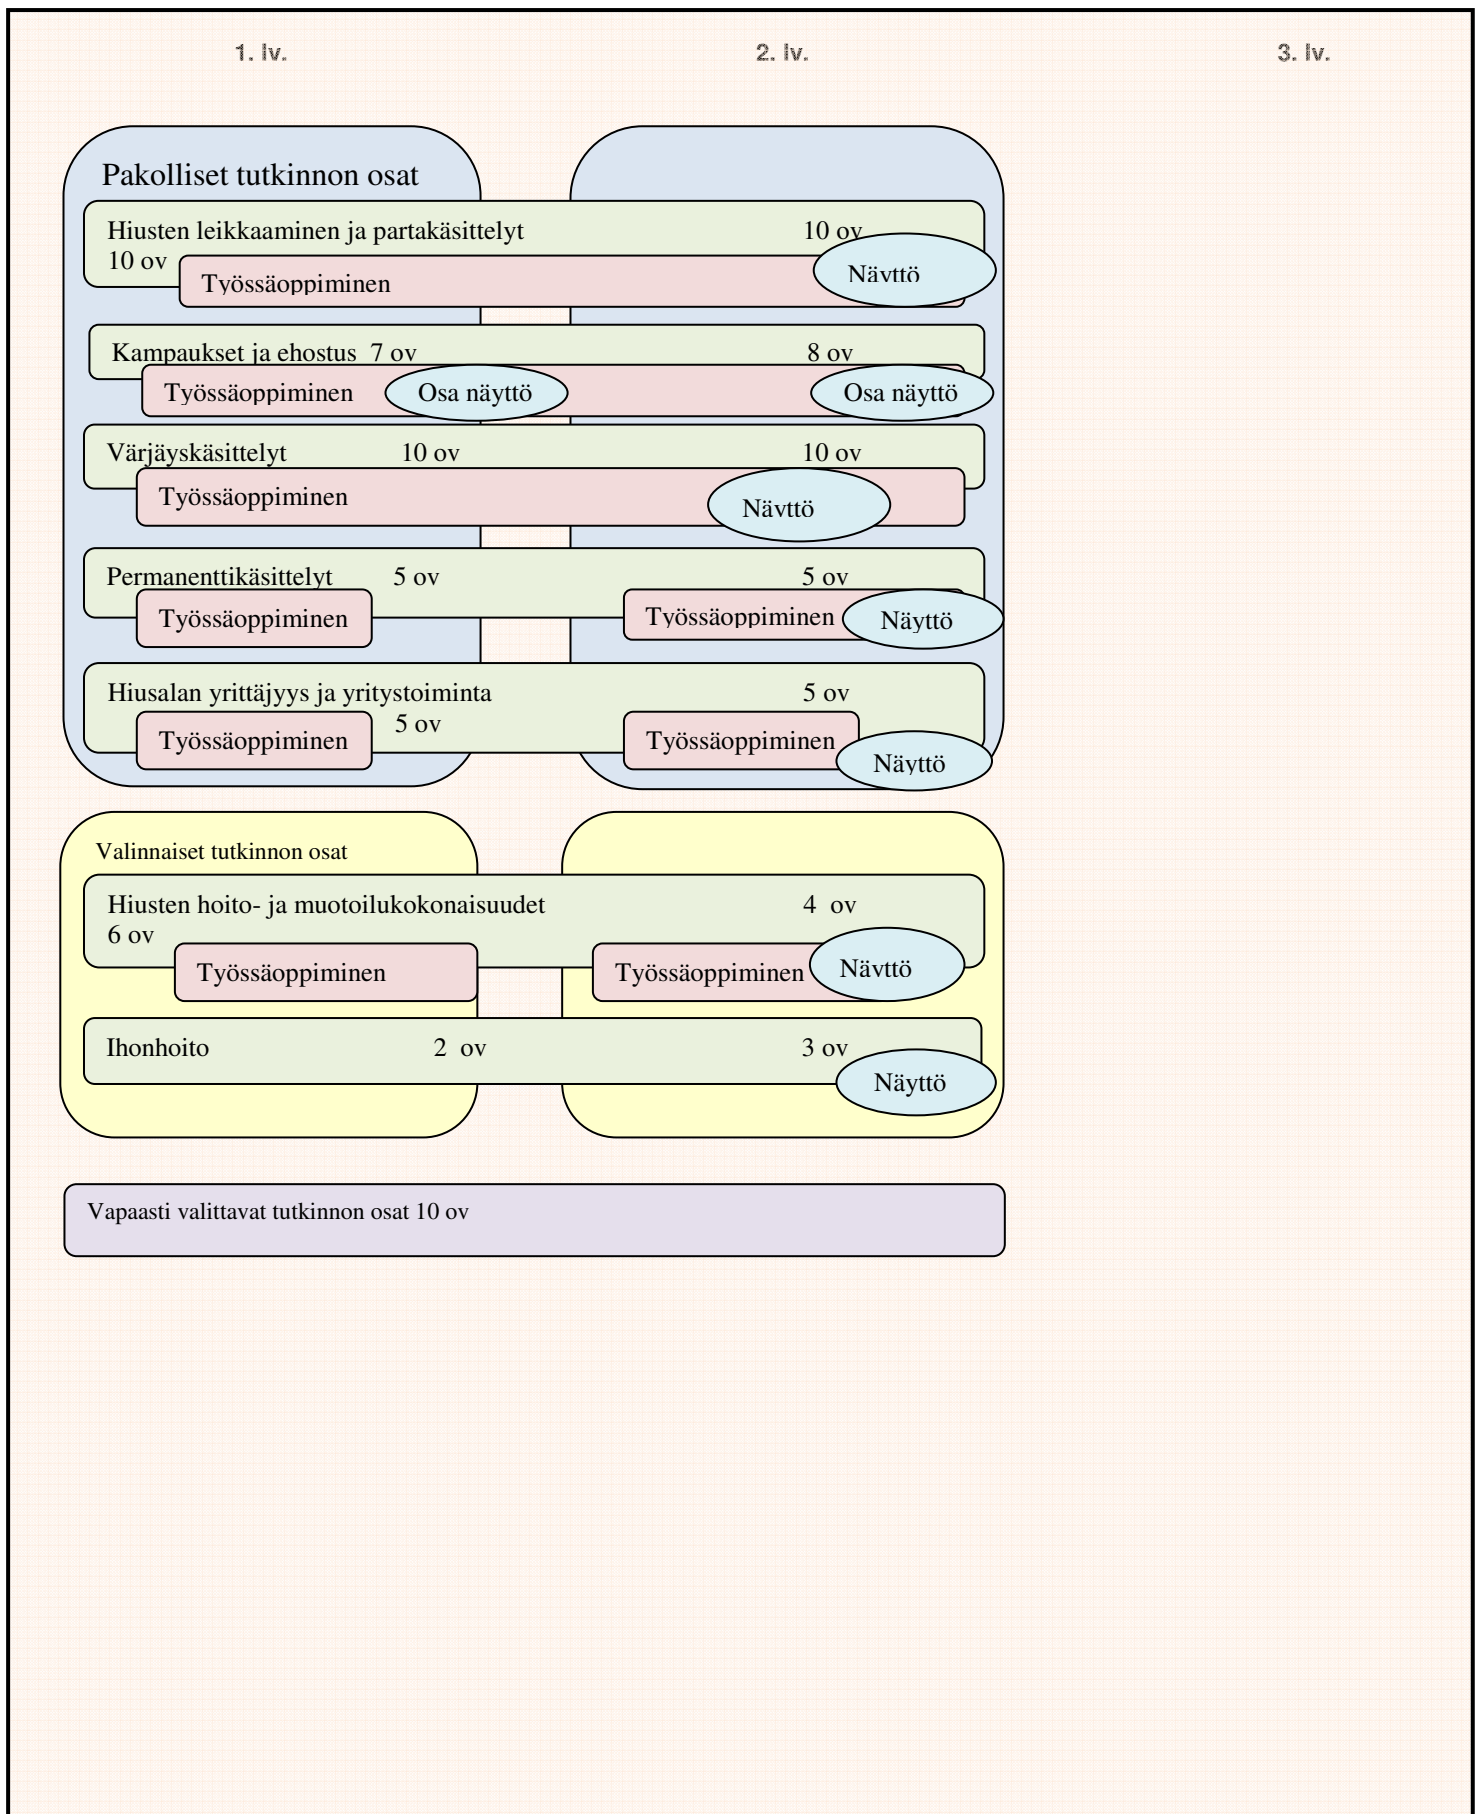 1. lv. 2. lv. 3. lv.
Pakolliset tutkinnon osat
Hiusten leikkaaminen ja partakäsittelyt 10 ov
10 ov
Työssäoppiminen Näyttö
Kampaukset ja ehostus 7 ov 8 ov
Työssäoppiminen Osa näyttö Osa näyttö
Värjäyskäsittelyt 10 ov 10 ov
Työssäoppiminen Näyttö
Permanenttikäsittelyt 5 ov 5 ov
Työssäoppiminen Työssäoppiminen Näyttö
Hiusalan yrittäjyys ja yritystoiminta 5 ov
5 ov
Työssäoppiminen Työssäoppiminen Näyttö
Valinnaiset tutkinnon osat
Hiusten hoito- ja muotoilukokonaisuudet 4 ov
6 ov
Työssäoppiminen Työssäoppiminen Näyttö
Ihonhoito 2 ov 3 ov
Näyttö
Vapaasti valittavat tutkinnon osat 10 ov